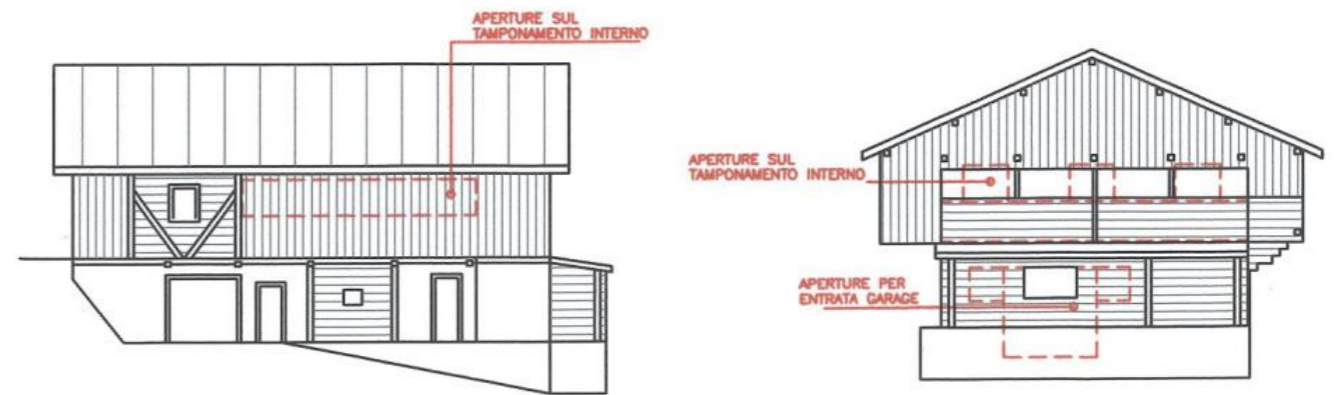 APERTURE SUL
TAMPONAMENTO INTERNO
APERTURE SUL
TAMPONAMENTO INTERNO
APERTURE PER
ENTRATA GARAGE